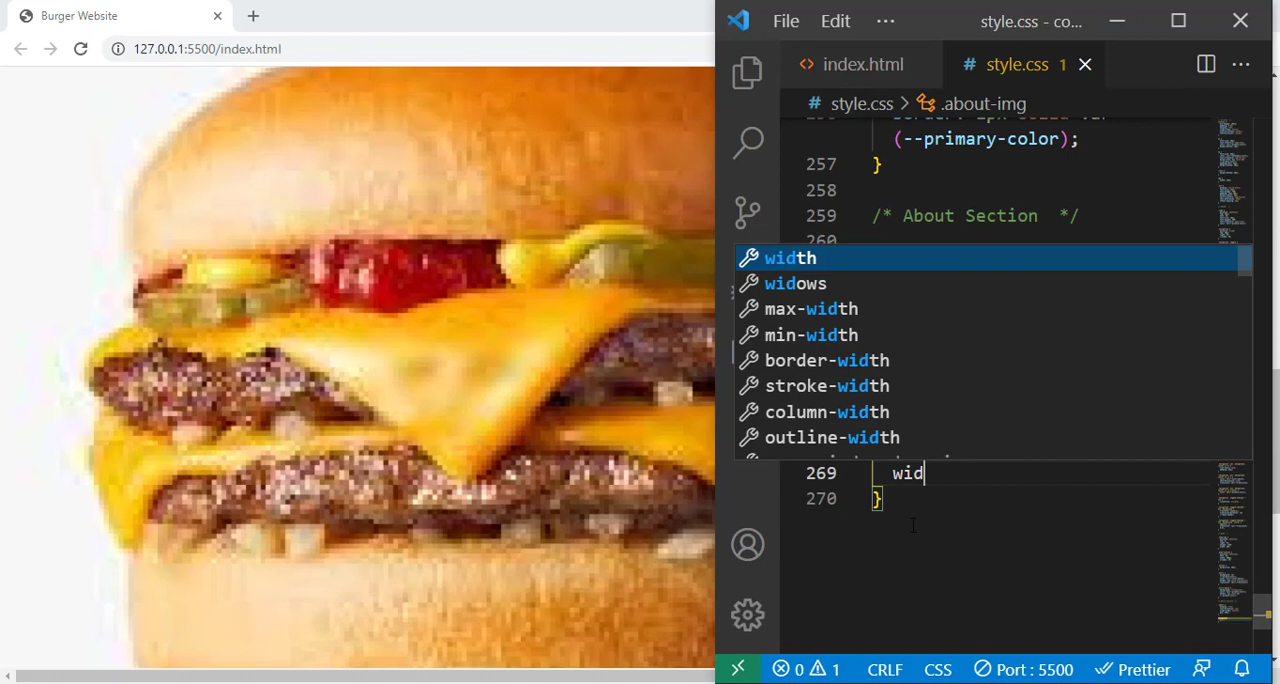 Burger Website
127.0.0.1:5500/index.html
File Edit ··· style.css - co...
index.html
# style.css 1
# style.css > .about-img
(--primary-color);
257 }
258
259 /* About Section */
260
width
widows
max-width
min-width
border-width
stroke-width
column-width
outline-width
269 wid
270 }
0 1 CRLF CSS Port : 5500 Prettier